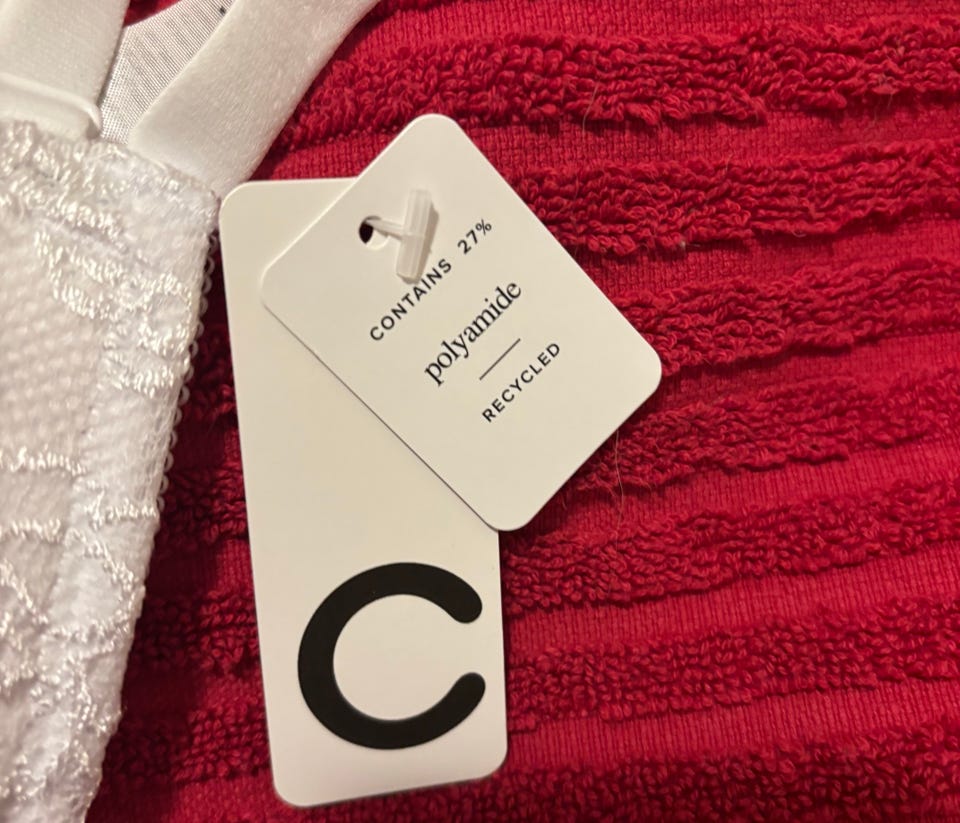 CONTAINS 27%
polyamide
RECYCLED
C